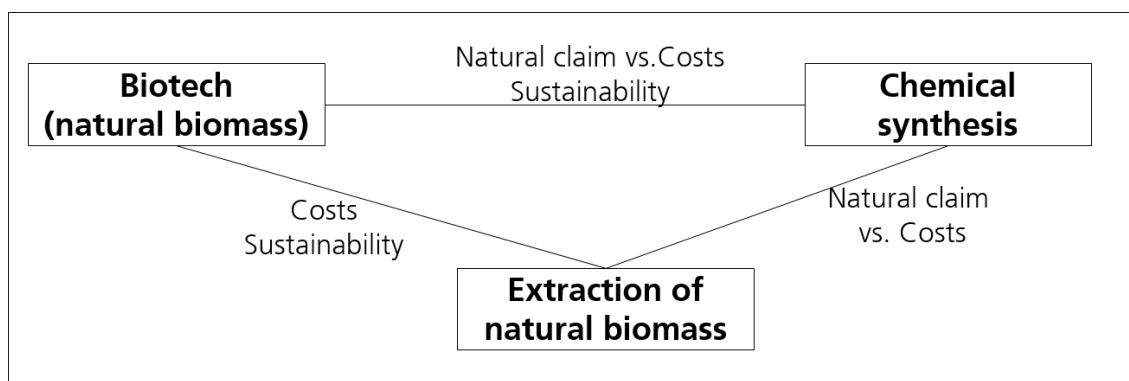 Natural claim vs.Costs
Sustainability
Biotech
(natural biomass)
Chemical
synthesis
Costs
Sustainability
Natural claim
vs. Costs
Extraction of
natural biomass